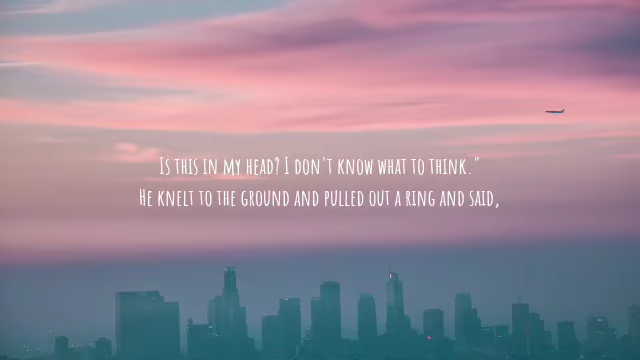 Is this in my head? I don't know what to think."
He knelt to the ground and pulled out a ring and said,